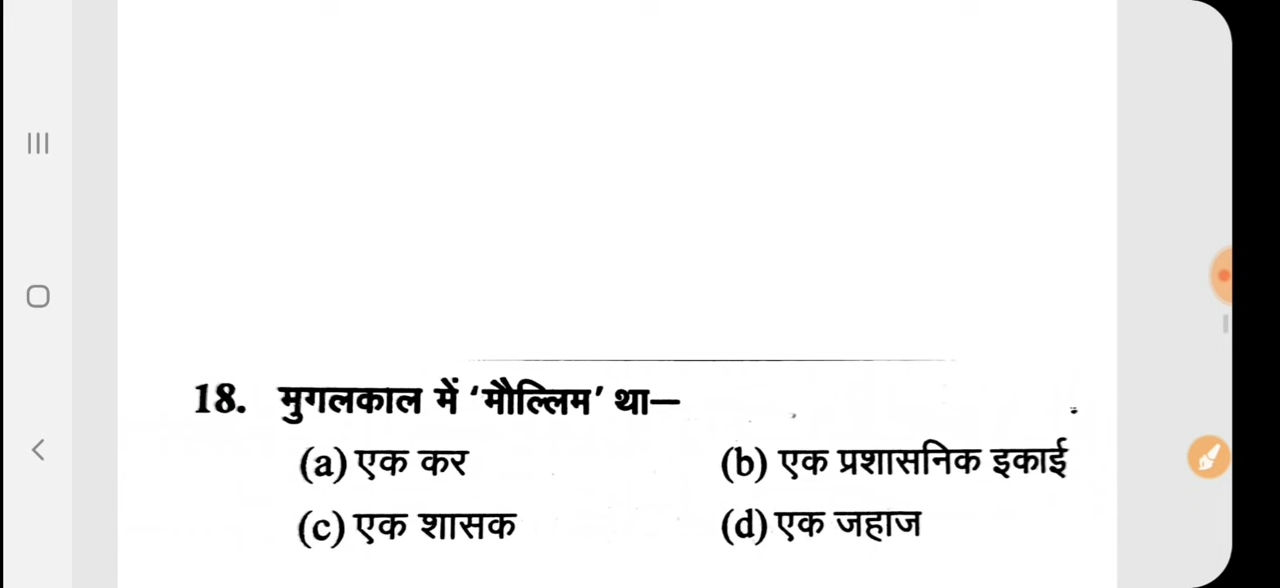 18. मुगलकाल में ‘मौल्लिम’ था—
(a) एक कर (b) एक प्रशासनिक इकाई
(c) एक शासक (d) एक जहाज